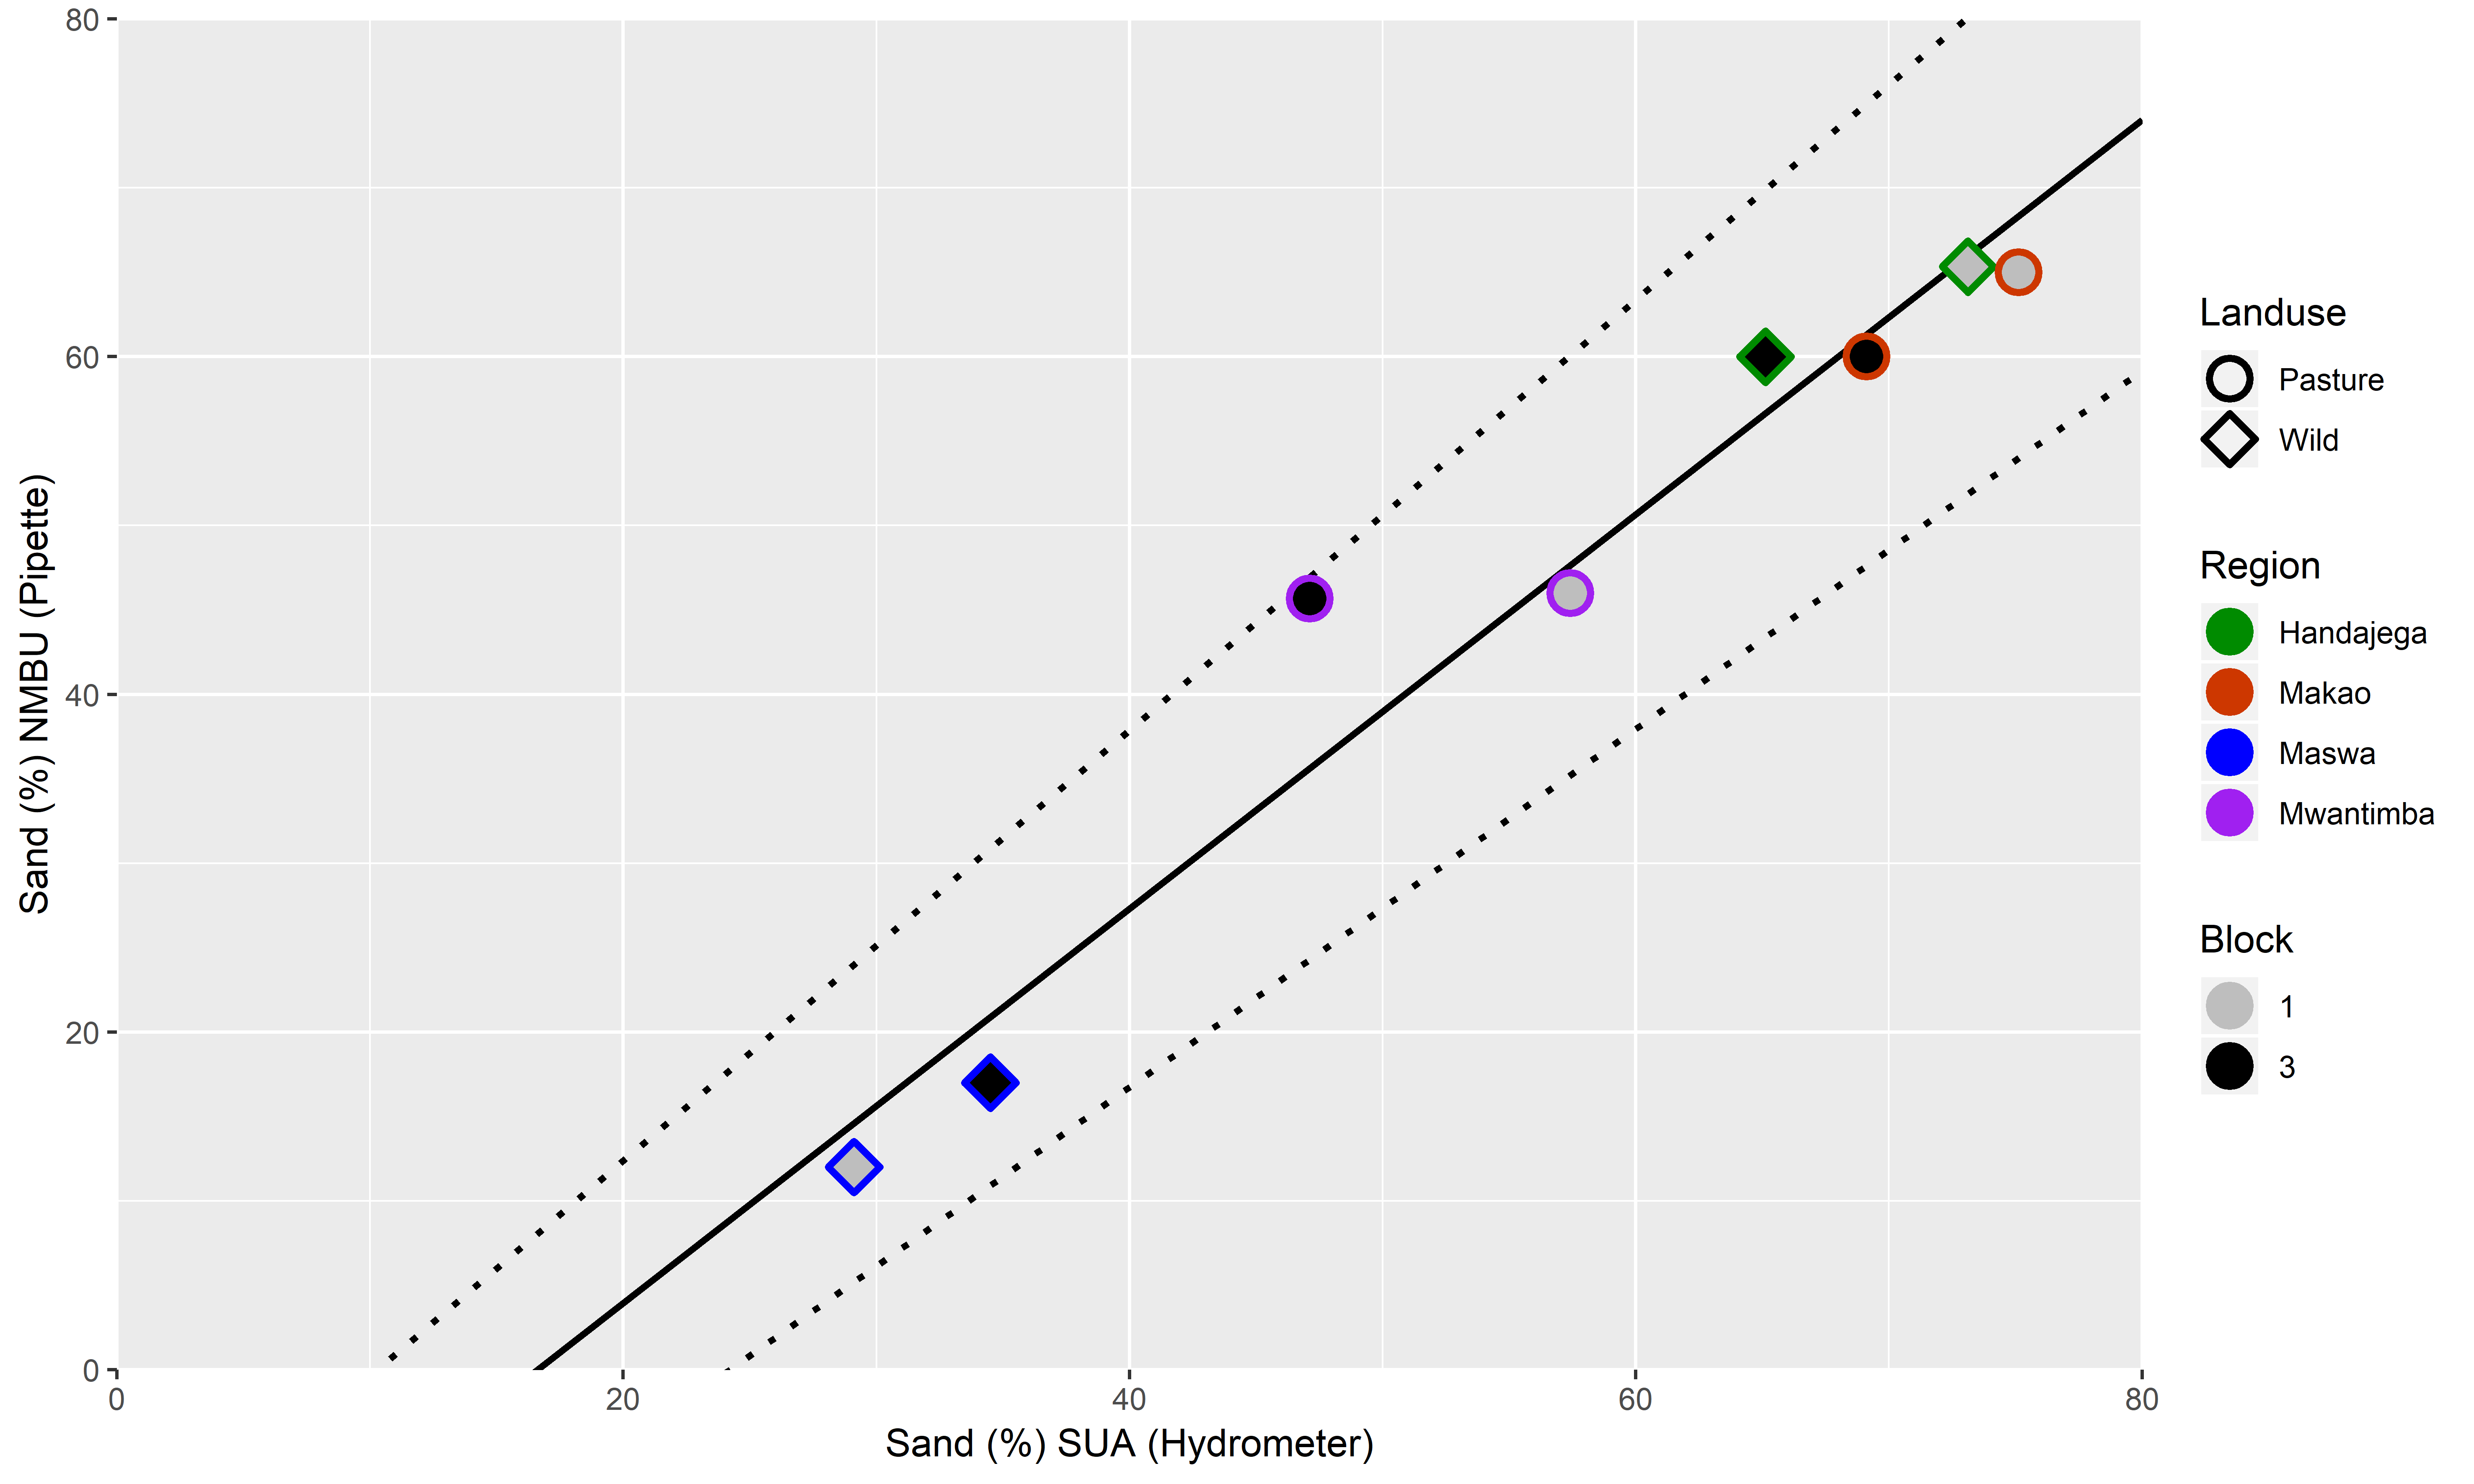 80
60
40
20
0
0 20 40 60 80
Sand (%) NMBU (Pipette)
Sand (%) SUA (Hydrometer)
Landuse
Pasture
Wild
Region
Handajega
Makao
Maswa
Mwantimba
Block
1
3